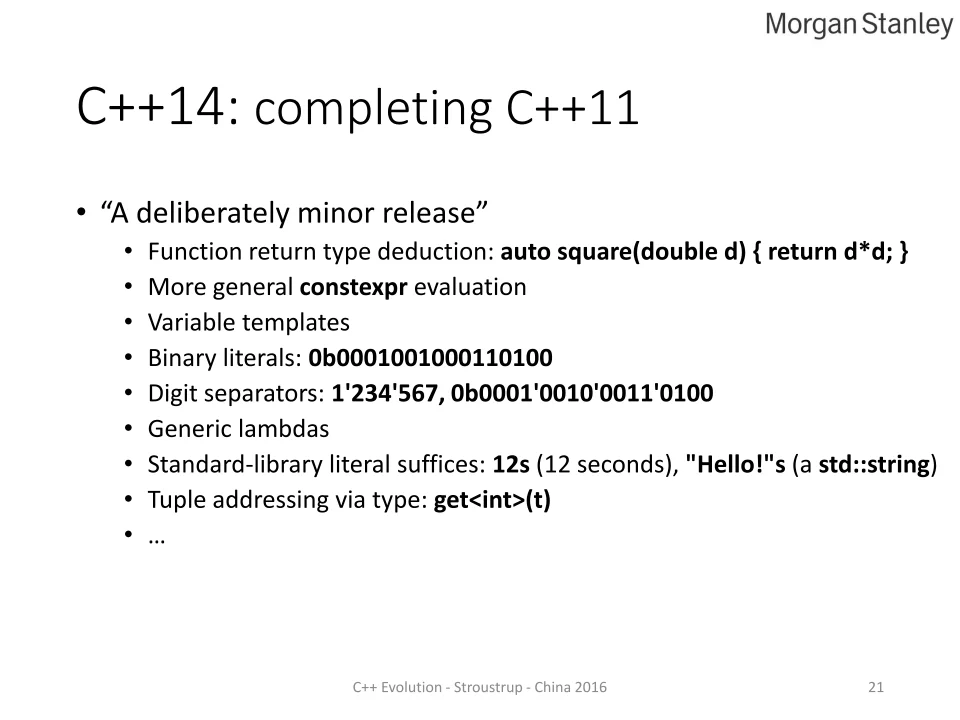 Morgan Stanley
C++14: completing C++11
• “A deliberately minor release”
• Function return type deduction: auto square(double d) { return d*d; }
• More general constexpr evaluation
• Variable templates
• Binary literals: 0b0001001000110100
• Digit separators: 1'234'567, 0b0001'0010'0011'0100
• Generic lambdas
• Standard-library literal suffices: 12s (12 seconds), "Hello!"s (a std::string)
• Tuple addressing via type: get<int>(t)
• …
C++ Evolution - Stroustrup - China 2016
21